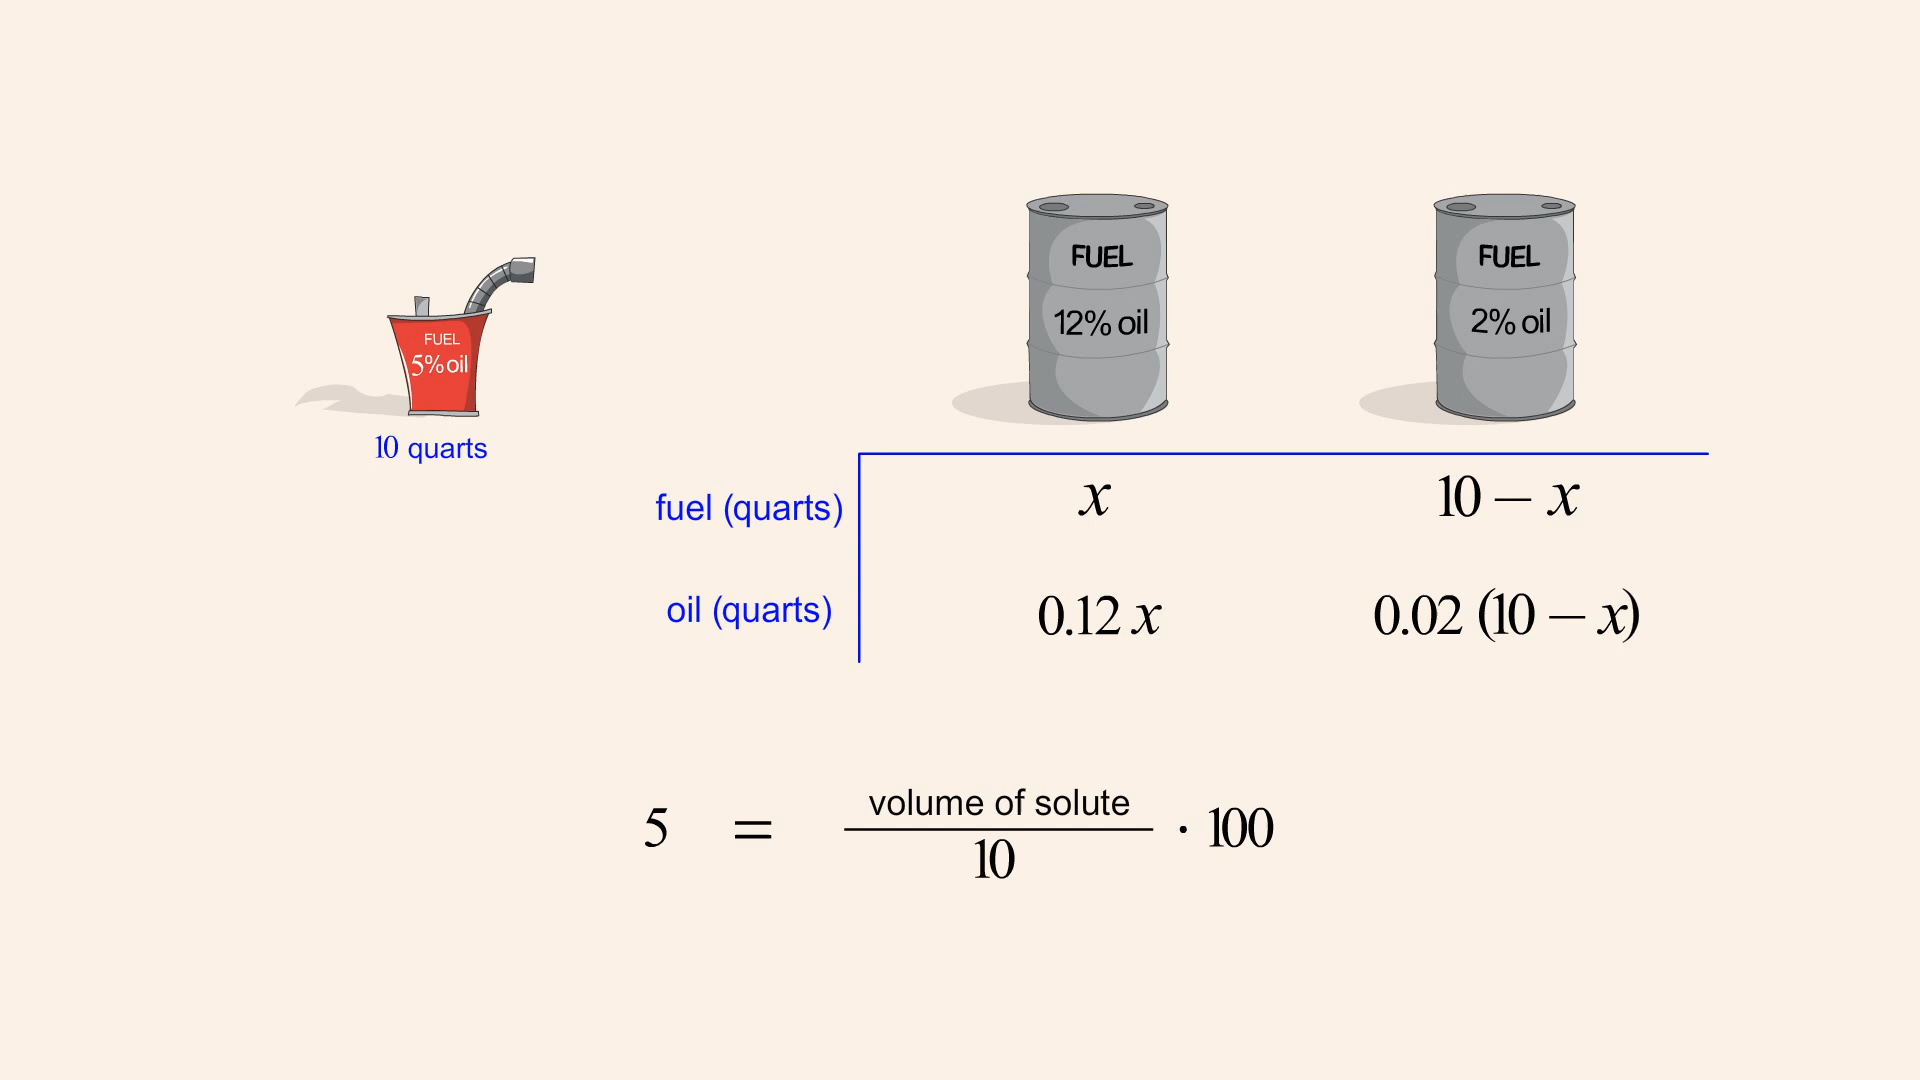 FUEL
5% oil
10 quarts
FUEL
12% oil
FUEL
2% oil
fuel (quarts)
x
10 − x
oil (quarts)
0.12 x
0.02 (10 − x)
5 = volume of solute / 10 · 100